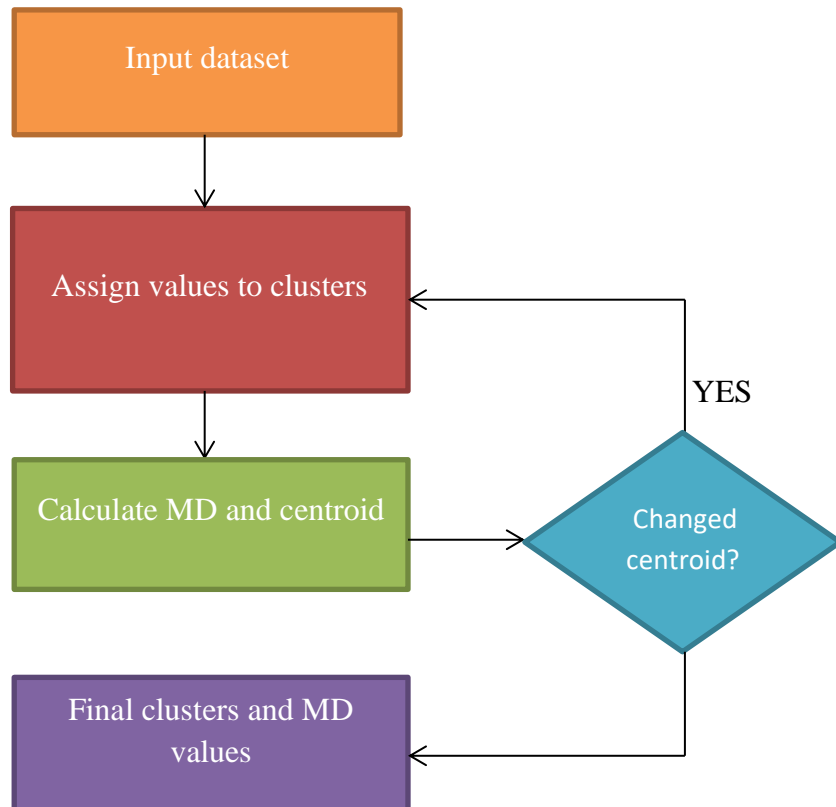 Input dataset
Assign values to clusters
YES
Calculate MD and centroid
Changed
centroid?
Final clusters and MD
values